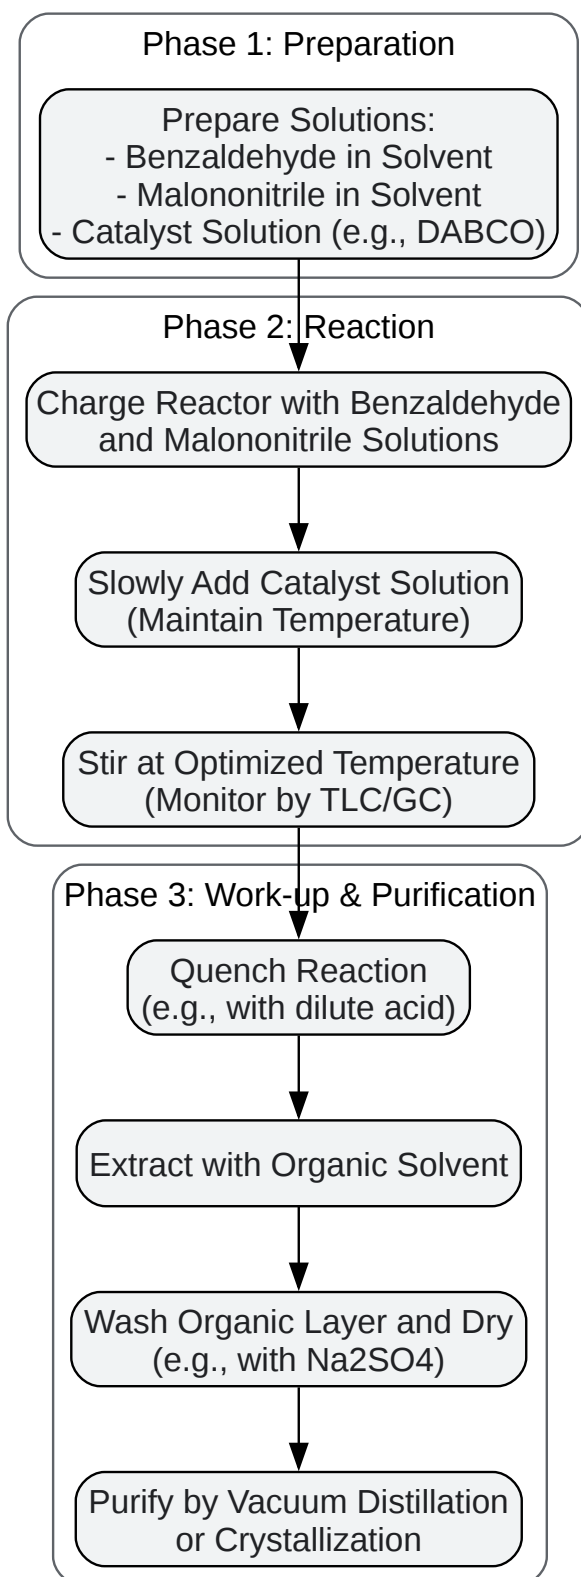 Phase 1: Preparation
Prepare Solutions:
- Benzaldehyde in Solvent
- Malononitrile in Solvent
- Catalyst Solution (e.g., DABCO)
Phase 2: Reaction
Charge Reactor with Benzaldehyde
and Malononitrile Solutions
Slowly Add Catalyst Solution
(Maintain Temperature)
Stir at Optimized Temperature
(Monitor by TLC/GC)
Phase 3: Work-up & Purification
Quench Reaction
(e.g., with dilute acid)
Extract with Organic Solvent
Wash Organic Layer and Dry
(e.g., with Na2SO4)
Purify by Vacuum Distillation
or Crystallization